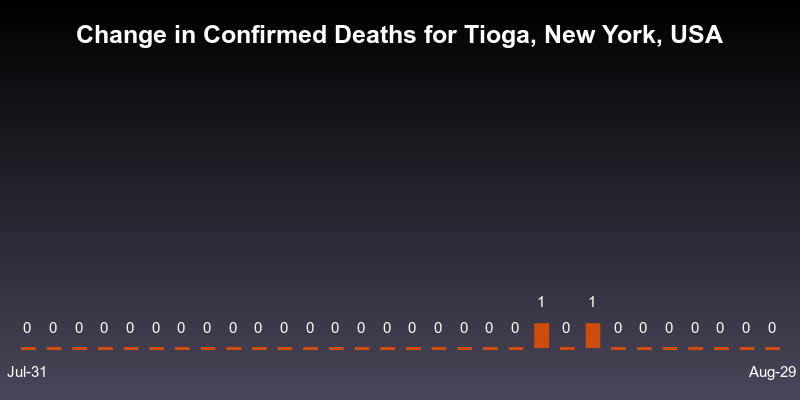 Change in Confirmed Deaths for Tioga, New York, USA
1 1
0 0 0 0 0 0 0 0 0 0 0 0 0 0 0 0 0 0 0 0 0 0 0 0 0 0 0 0
Jul-31 Aug-29